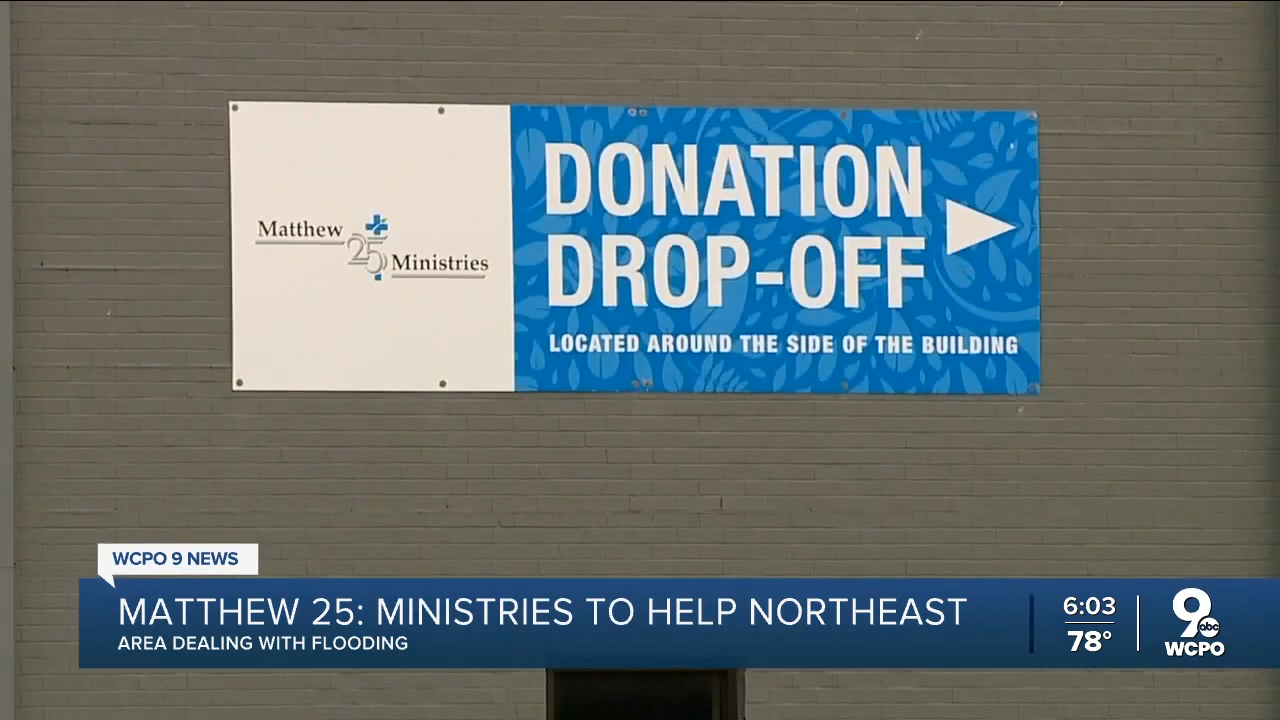 Matthew
25
Ministries
DONATION
DROP-OFF
LOCATED AROUND THE SIDE OF THE BUILDING
WCPO 9 NEWS
MATTHEW 25: MINISTRIES TO HELP NORTHEAST
AREA DEALING WITH FLOODING
6:03
78°
9
abc
WCPO